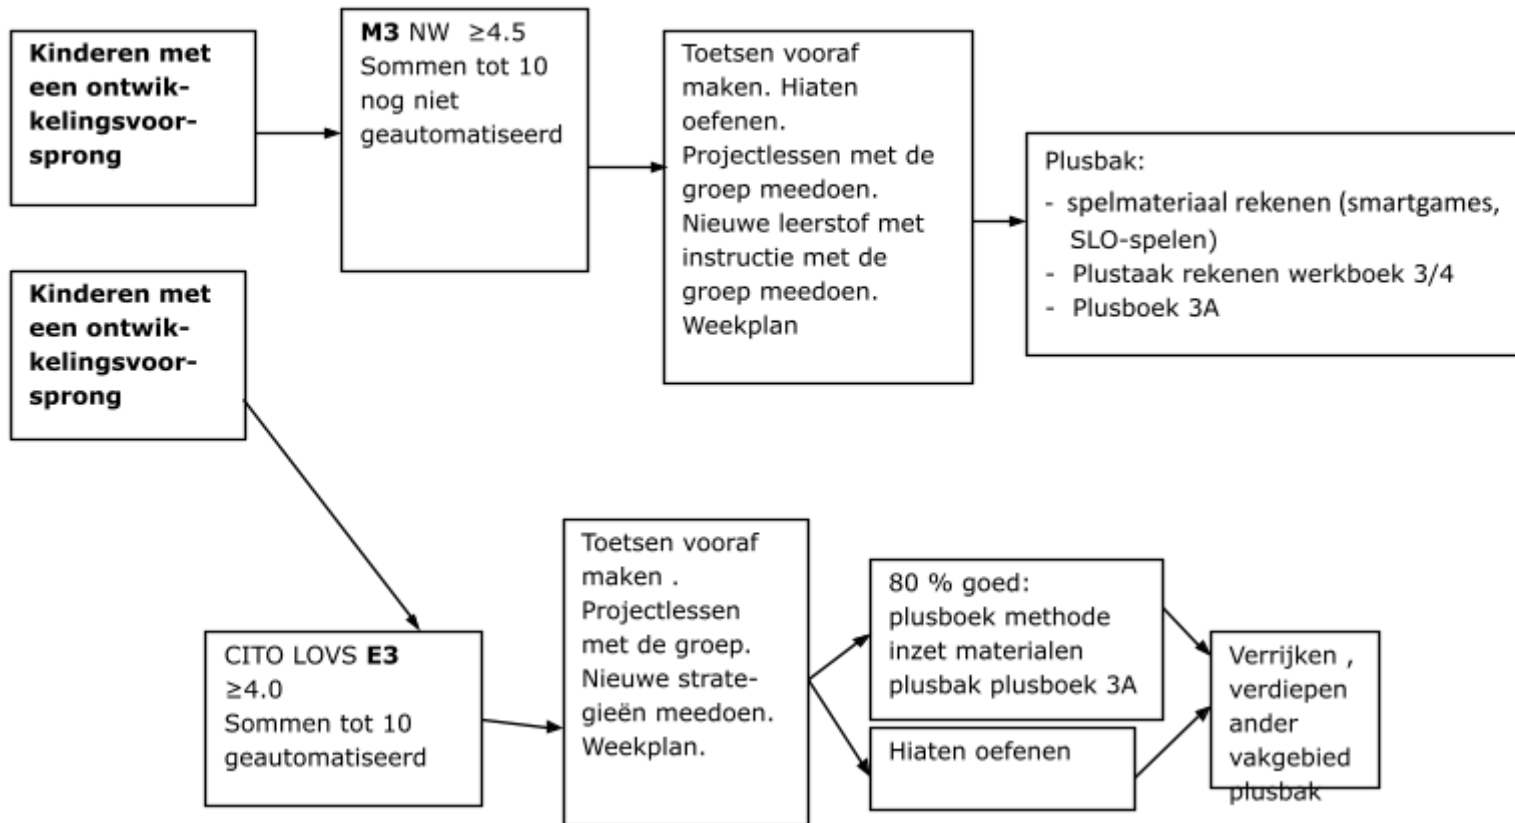 Kinderen met
een ontwik-
kelingsvoor-
sprong
M3 NW ≥4.5
Sommen tot 10
nog niet
geautomatiseerd
Toetsen vooraf
maken. Hiaten
oefenen.
Projectlessen met de
groep meedoen.
Nieuwe leerstof met
instructie met de
groep meedoen.
Weekplan
Plusbak:
- spelmateriaal rekenen (smartgames,
SLO-spelen)
- Plustaak rekenen werkboek 3/4
- Plusboek 3A
Kinderen met
een ontwik-
kelingsvoor-
sprong
CITO LOVS E3
≥4.0
Sommen tot 10
geautomatiseerd
Toetsen vooraf
maken .
Projectlessen
met de groep.
Nieuwe strate-
gieën meedoen.
Weekplan.
80 % goed:
plusboek methode
inzet materialen
plusbak plusboek 3A
Hiaten oefenen
Verrijken ,
verdiepen
ander
vakgebied
plusbak